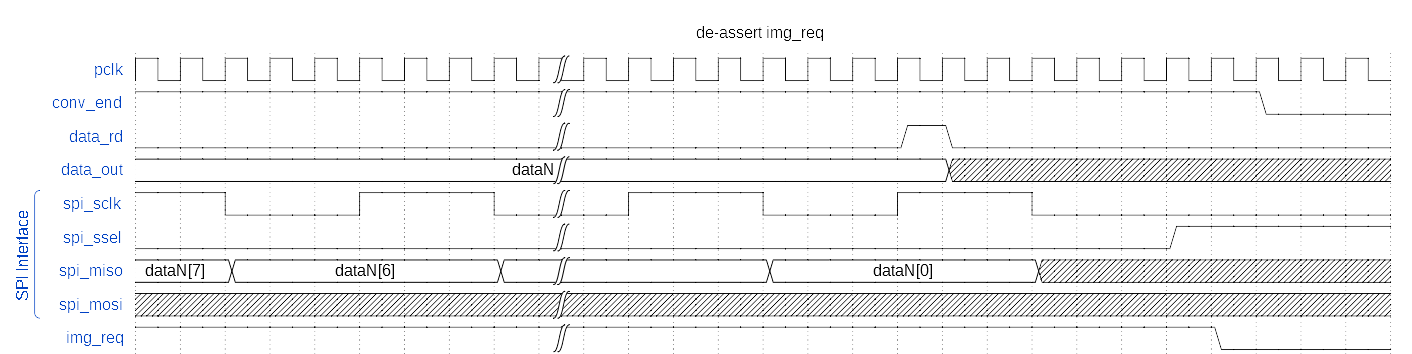 de-assert img_req
pclk
conv_end
data_rd
data_out
dataN
SPI Interface
spi_sclk
spi_ssel
spi_miso
dataN[7]
dataN[6]
dataN[0]
spi_mosi
img_req